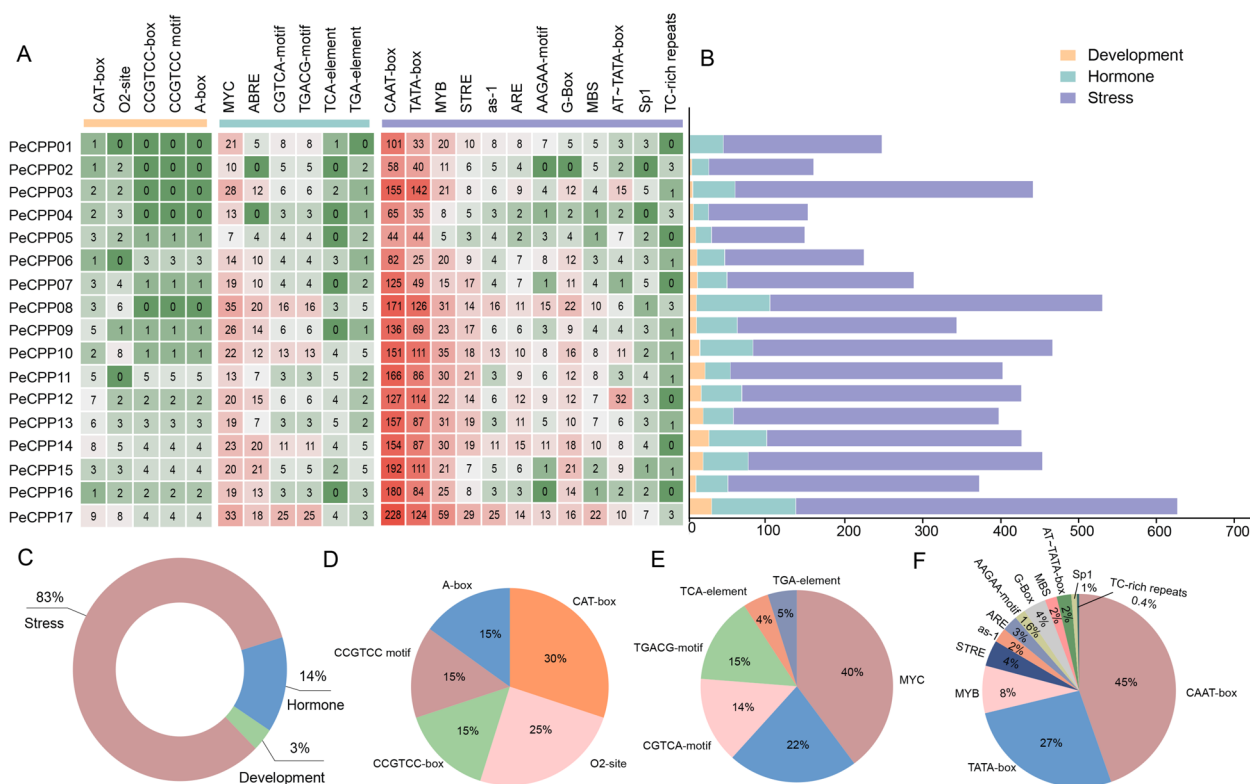 A
CAT-box
O2-site
CCGTCC-box
CCGTCC motif
A-box
MYC
ABRE
CGTCA-motif
TGACG-motif
TCA-element
TGA-element
CAAT-box
TATA-box
MYB
STRE
as-1
ARE
AAGAA-motif
G-Box
MBS
AT~TATA-box
Sp1
TC-rich repeats
PeCPP01 1 0 0 0 0 21 5 8 8 1 0 101 33 20 10 8 8 7 5 5 3 3 0
PeCPP02 1 2 0 0 0 10 0 5 5 0 2 58 40 11 6 5 4 0 0 5 2 0 3
PeCPP03 2 2 0 0 0 28 12 6 6 2 1 155 142 21 8 6 9 4 12 4 15 5 1
PeCPP04 2 3 0 0 0 13 0 3 3 0 1 65 35 8 5 3 2 1 2 1 2 0 3
PeCPP05 3 2 1 1 1 7 4 4 4 0 2 44 44 5 3 4 2 3 4 1 7 2 0
PeCPP06 1 0 3 3 3 14 10 4 4 3 1 82 25 20 9 4 7 8 12 3 4 3 1
PeCPP07 3 4 1 1 1 19 10 4 4 0 2 125 49 15 17 4 7 1 11 4 1 2 0
PeCPP08 3 6 0 0 0 35 20 16 16 3 5 171 126 31 14 16 11 15 22 10 6 1 3
PeCPP09 5 1 1 1 1 26 14 6 6 0 1 136 69 23 17 6 6 3 9 4 4 3 1
PeCPP10 2 8 1 1 1 22 12 13 13 4 5 151 111 35 18 13 10 8 16 8 11 2 1
PeCPP11 5 0 5 5 5 13 7 3 3 5 2 166 86 30 21 3 9 6 12 8 3 5 1
PeCPP12 7 2 2 2 2 20 15 6 6 4 2 127 114 22 14 6 12 9 12 7 32 3 0
PeCPP13 6 3 3 3 3 19 7 3 3 5 2 157 87 31 19 3 11 5 10 7 6 3 1
PeCPP14 8 5 4 4 4 23 20 11 11 4 5 154 87 30 19 11 15 11 18 10 8 4 0
PeCPP15 3 3 4 4 4 20 21 5 5 2 5 192 111 21 7 5 6 1 21 2 9 1 1
PeCPP16 1 2 2 2 2 19 13 3 3 0 3 180 84 25 8 3 3 0 14 1 2 2 0
PeCPP17 9 8 4 4 4 33 18 25 25 4 3 228 124 59 29 25 14 13 16 22 10 7 3
B
Development
Hormone
Stress
0 100 200 300 400 500 600 700
C
83%
Stress
14%
Hormone
3%
Development
D
A-box
15%
CAT-box
30%
CCGTCC motif
15%
CCGTCC-box
15%
O2-site
25%
E
TGA-element
5%
TCA-element
4%
TGACG-motif
15%
CGTCA-motif
14%
22%
MYC
40%
F
AT~TATA-box
2%
Sp1
1%
TC-rich repeats
0.4%
MBS
2%
G-Box
4%
AAGAA-motif
1.6%
ARE
3%
as-1
2%
STRE
4%
MYB
8%
TATA-box
27%
CAAT-box
45%